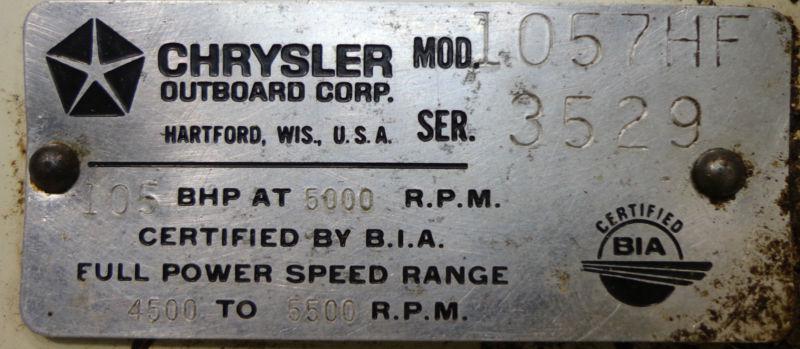 CHRYSLER MOD. 1057HF
OUTBOARD CORP.
HARTFORD, WIS., U.S.A. SER. 3529
105 BHP AT 5000 R.P.M.
CERTIFIED BY B.I.A.
FULL POWER SPEED RANGE
4500 TO 5500 R.P.M.
CERTIFIED
BIA